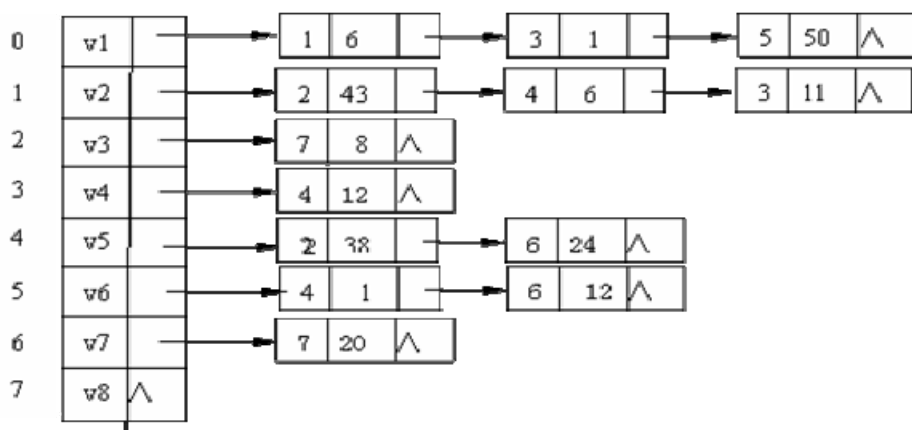 0 v1 1 6 3 1 5 50 ∧
1 v2 2 43 4 6 3 11 ∧
2 v3 7 8 ∧
3 v4 4 12 ∧
4 v5 2 38 6 24 ∧
5 v6 4 1 6 12 ∧
6 v7 7 20 ∧
7 v8 ∧